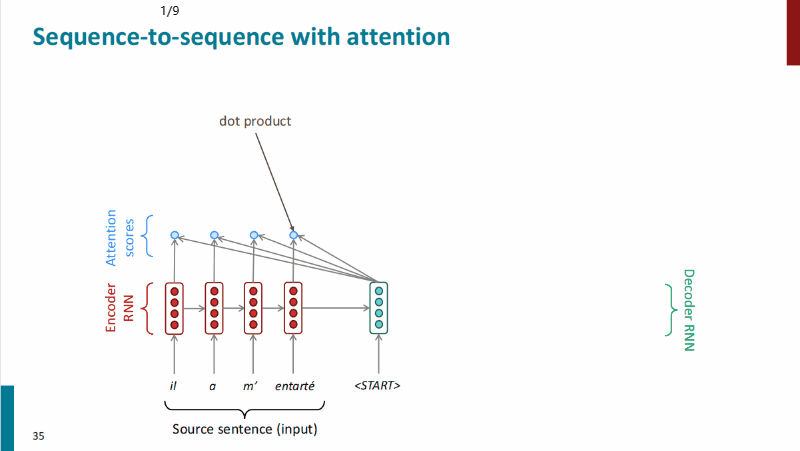 1/9
Sequence-to-sequence with attention
dot product
Attention
scores
Encoder
RNN
Decoder RNN
il a m’ entarté <START>
Source sentence (input)
35